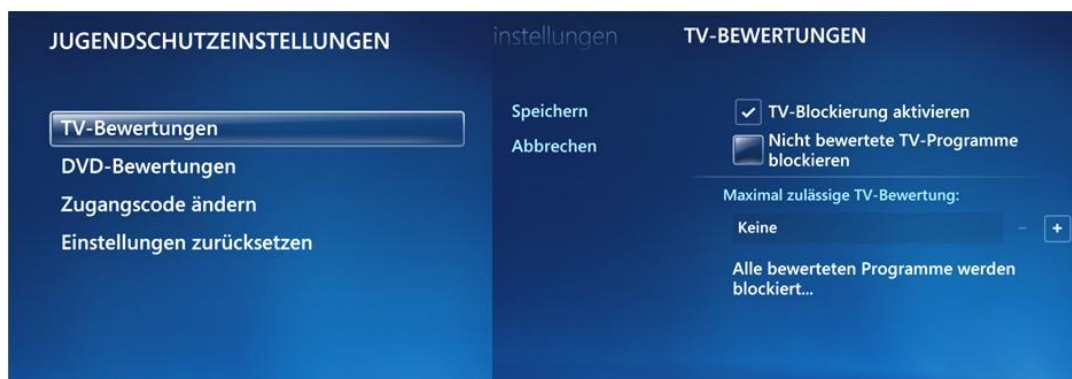 JUGENDSCHUTZEINSTELLUNGEN
TV-Bewertungen
DVD-Bewertungen
Zugangscode ändern
Einstellungen zurücksetzen
instellungen
TV-BEWERTUNGEN
Speichern
Abbrechen
TV-Blockierung aktivieren
Nicht bewertete TV-Programme
blockieren
Maximal zulässige TV-Bewertung:
Keine - +
Alle bewerteten Programme werden
blockiert...